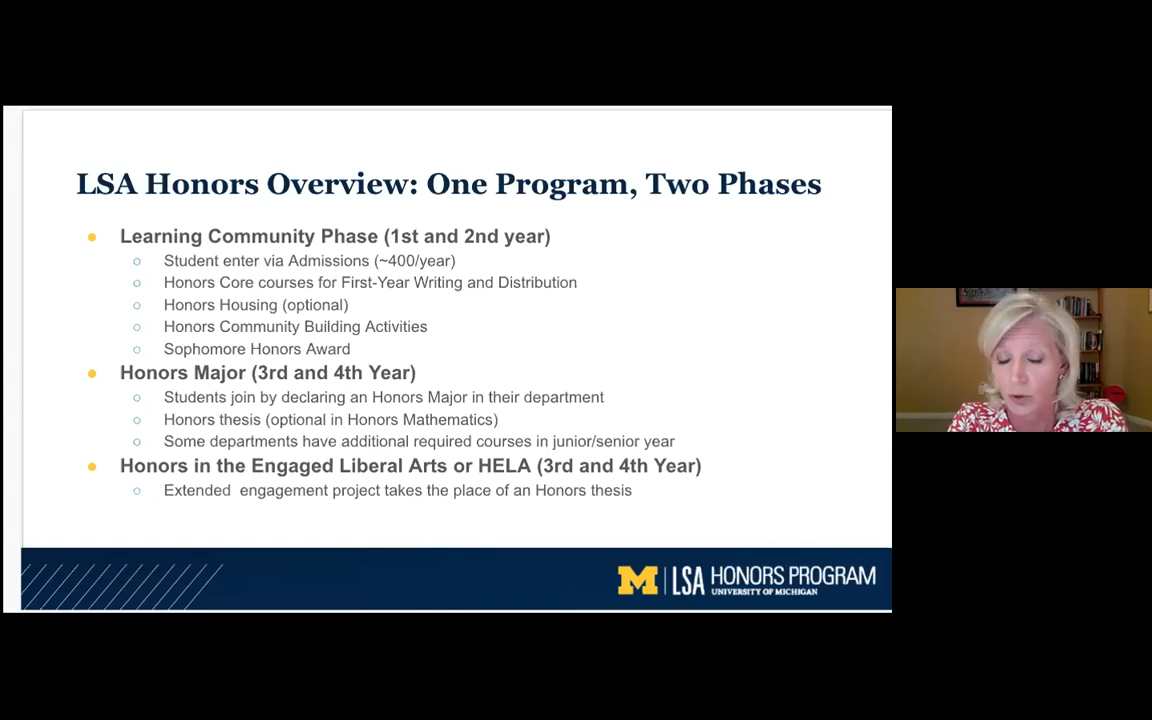 LSA Honors Overview: One Program, Two Phases
Learning Community Phase (1st and 2nd year)
Student enter via Admissions (~400/year)
Honors Core courses for First-Year Writing and Distribution
Honors Housing (optional)
Honors Community Building Activities
Sophomore Honors Award
Honors Major (3rd and 4th Year)
Students join by declaring an Honors Major in their department
Honors thesis (optional in Honors Mathematics)
Some departments have additional required courses in junior/senior year
Honors in the Engaged Liberal Arts or HELA (3rd and 4th Year)
Extended  engagement project takes the place of an Honors thesis
M LSA HONORS PROGRAM
UNIVERSITY OF MICHIGAN